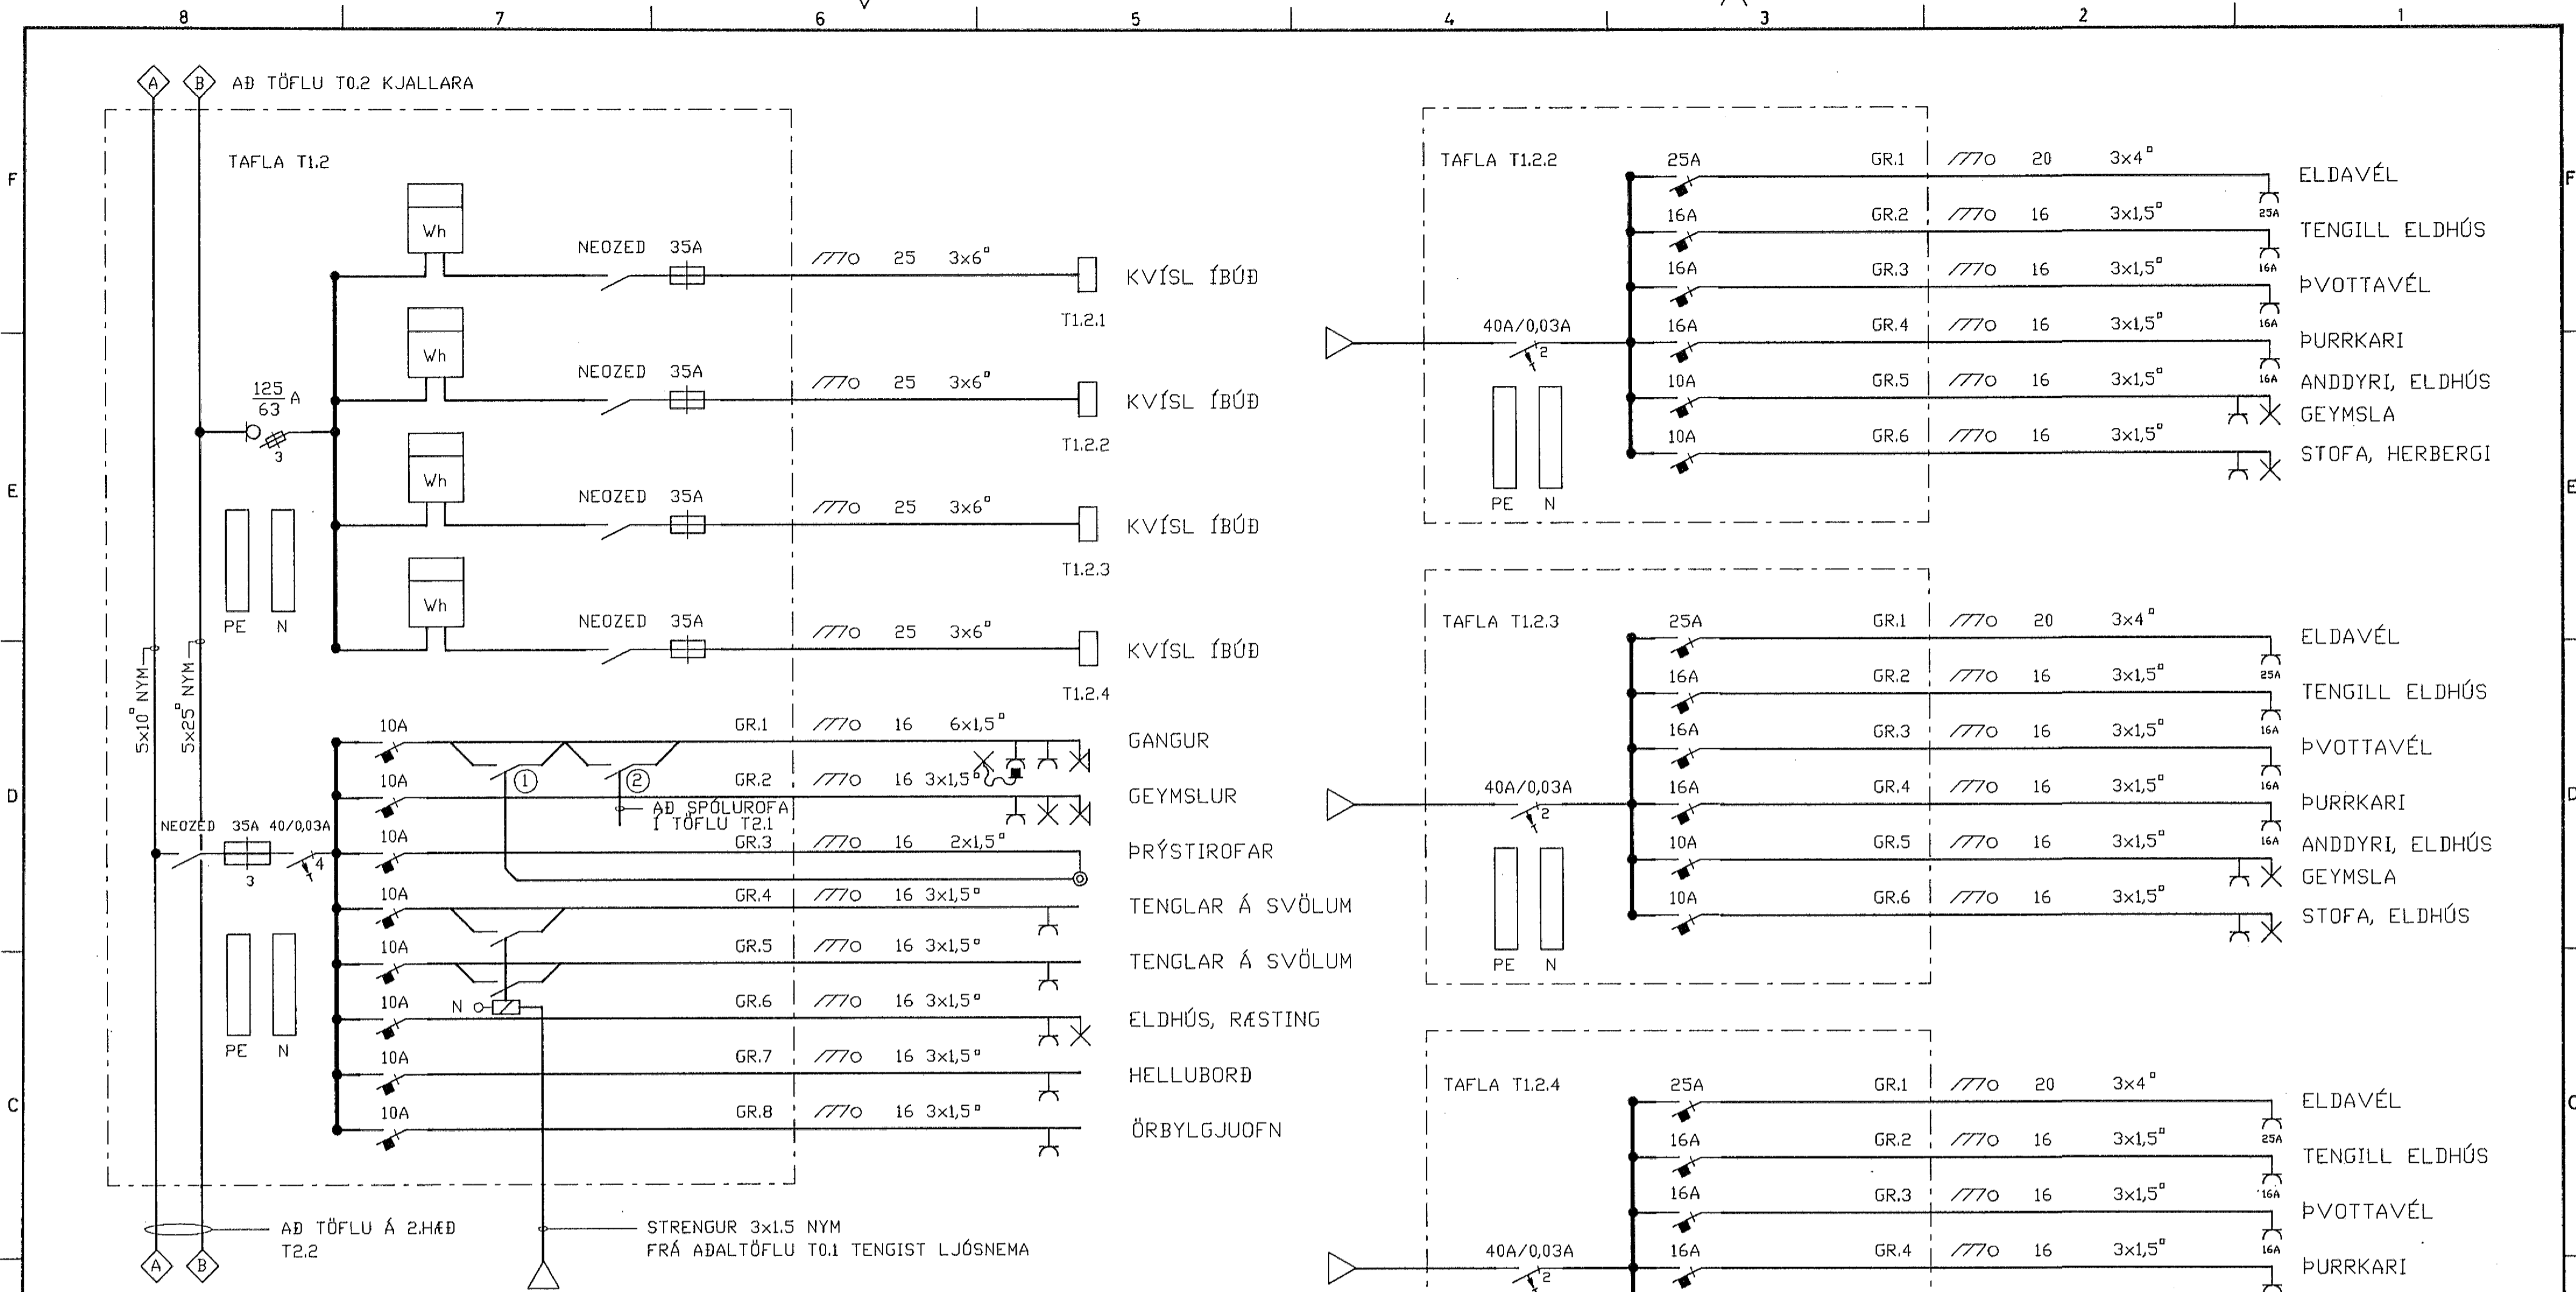 8 7 6 5 4 3 2 1
A B AÐ TÖFLU T0.2 KJALLARA
TAFLA T1.2
F
Wh
NEOZED 35A
25 3x6▫
KVÍSL ÍBÚÐ
T1.2.1
Wh
NEOZED 35A
25 3x6▫
KVÍSL ÍBÚÐ
T1.2.2
125
63 A
3
E
Wh
NEOZED 35A
25 3x6▫
KVÍSL ÍBÚÐ
T1.2.3
PE N
Wh
NEOZED 35A
25 3x6▫
KVÍSL ÍBÚÐ
T1.2.4
5x10▫ NYM
5x25▫ NYM
D
NEOZED 35A 40/0,03A
3 4
10A GR.1 16 6x1,5▫ GANGUR
1 2
10A GR.2 16 3x1,5▫ GEYMSLUR
AÐ SPÓLUROFA
Í TÖFLU T2.1
10A GR.3 16 2x1,5▫ ÞRÝSTIROFAR
10A GR.4 16 3x1,5▫ TENGLAR Á SVÖLUM
10A GR.5 16 3x1,5▫ TENGLAR Á SVÖLUM
N
10A GR.6 16 3x1,5▫ ELDHÚS, RÆSTING
PE N
10A GR.7 16 3x1,5▫ HELLUBORÐ
C
10A GR.8 16 3x1,5▫ ÖRBYLGJUOFN
AÐ TÖFLU Á 2.HÆÐ
T2.2
A B
STRENGUR 3x1.5 NYM
FRÁ AÐALTÖFLU T0.1 TENGIST LJÓSNEMA
TAFLA T1.2.2
25A GR.1 20 3x4▫ ELDAVÉL
25A
F
16A GR.2 16 3x1,5▫ TENGILL ELDHÚS
16A
16A GR.3 16 3x1,5▫ ÞVOTTAVÉL
16A
40A/0,03A
2
16A GR.4 16 3x1,5▫ ÞURRKARI
16A
10A GR.5 16 3x1,5▫ ANDDYRI, ELDHÚS
GEYMSLA
10A GR.6 16 3x1,5▫ STOFA, HERBERGI
PE N
E
TAFLA T1.2.3
25A GR.1 20 3x4▫ ELDAVÉL
25A
16A GR.2 16 3x1,5▫ TENGILL ELDHÚS
16A
16A GR.3 16 3x1,5▫ ÞVOTTAVÉL
16A
40A/0,03A
2
16A GR.4 16 3x1,5▫ ÞURRKARI
16A
D
10A GR.5 16 3x1,5▫ ANDDYRI, ELDHÚS
GEYMSLA
10A GR.6 16 3x1,5▫ STOFA, ELDHÚS
PE N
TAFLA T1.2.4
25A GR.1 20 3x4▫ ELDAVÉL
25A
C
16A GR.2 16 3x1,5▫ TENGILL ELDHÚS
16A
16A GR.3 16 3x1,5▫ ÞVOTTAVÉL
16A
40A/0,03A
2
16A GR.4 16 3x1,5▫ ÞURRKARI